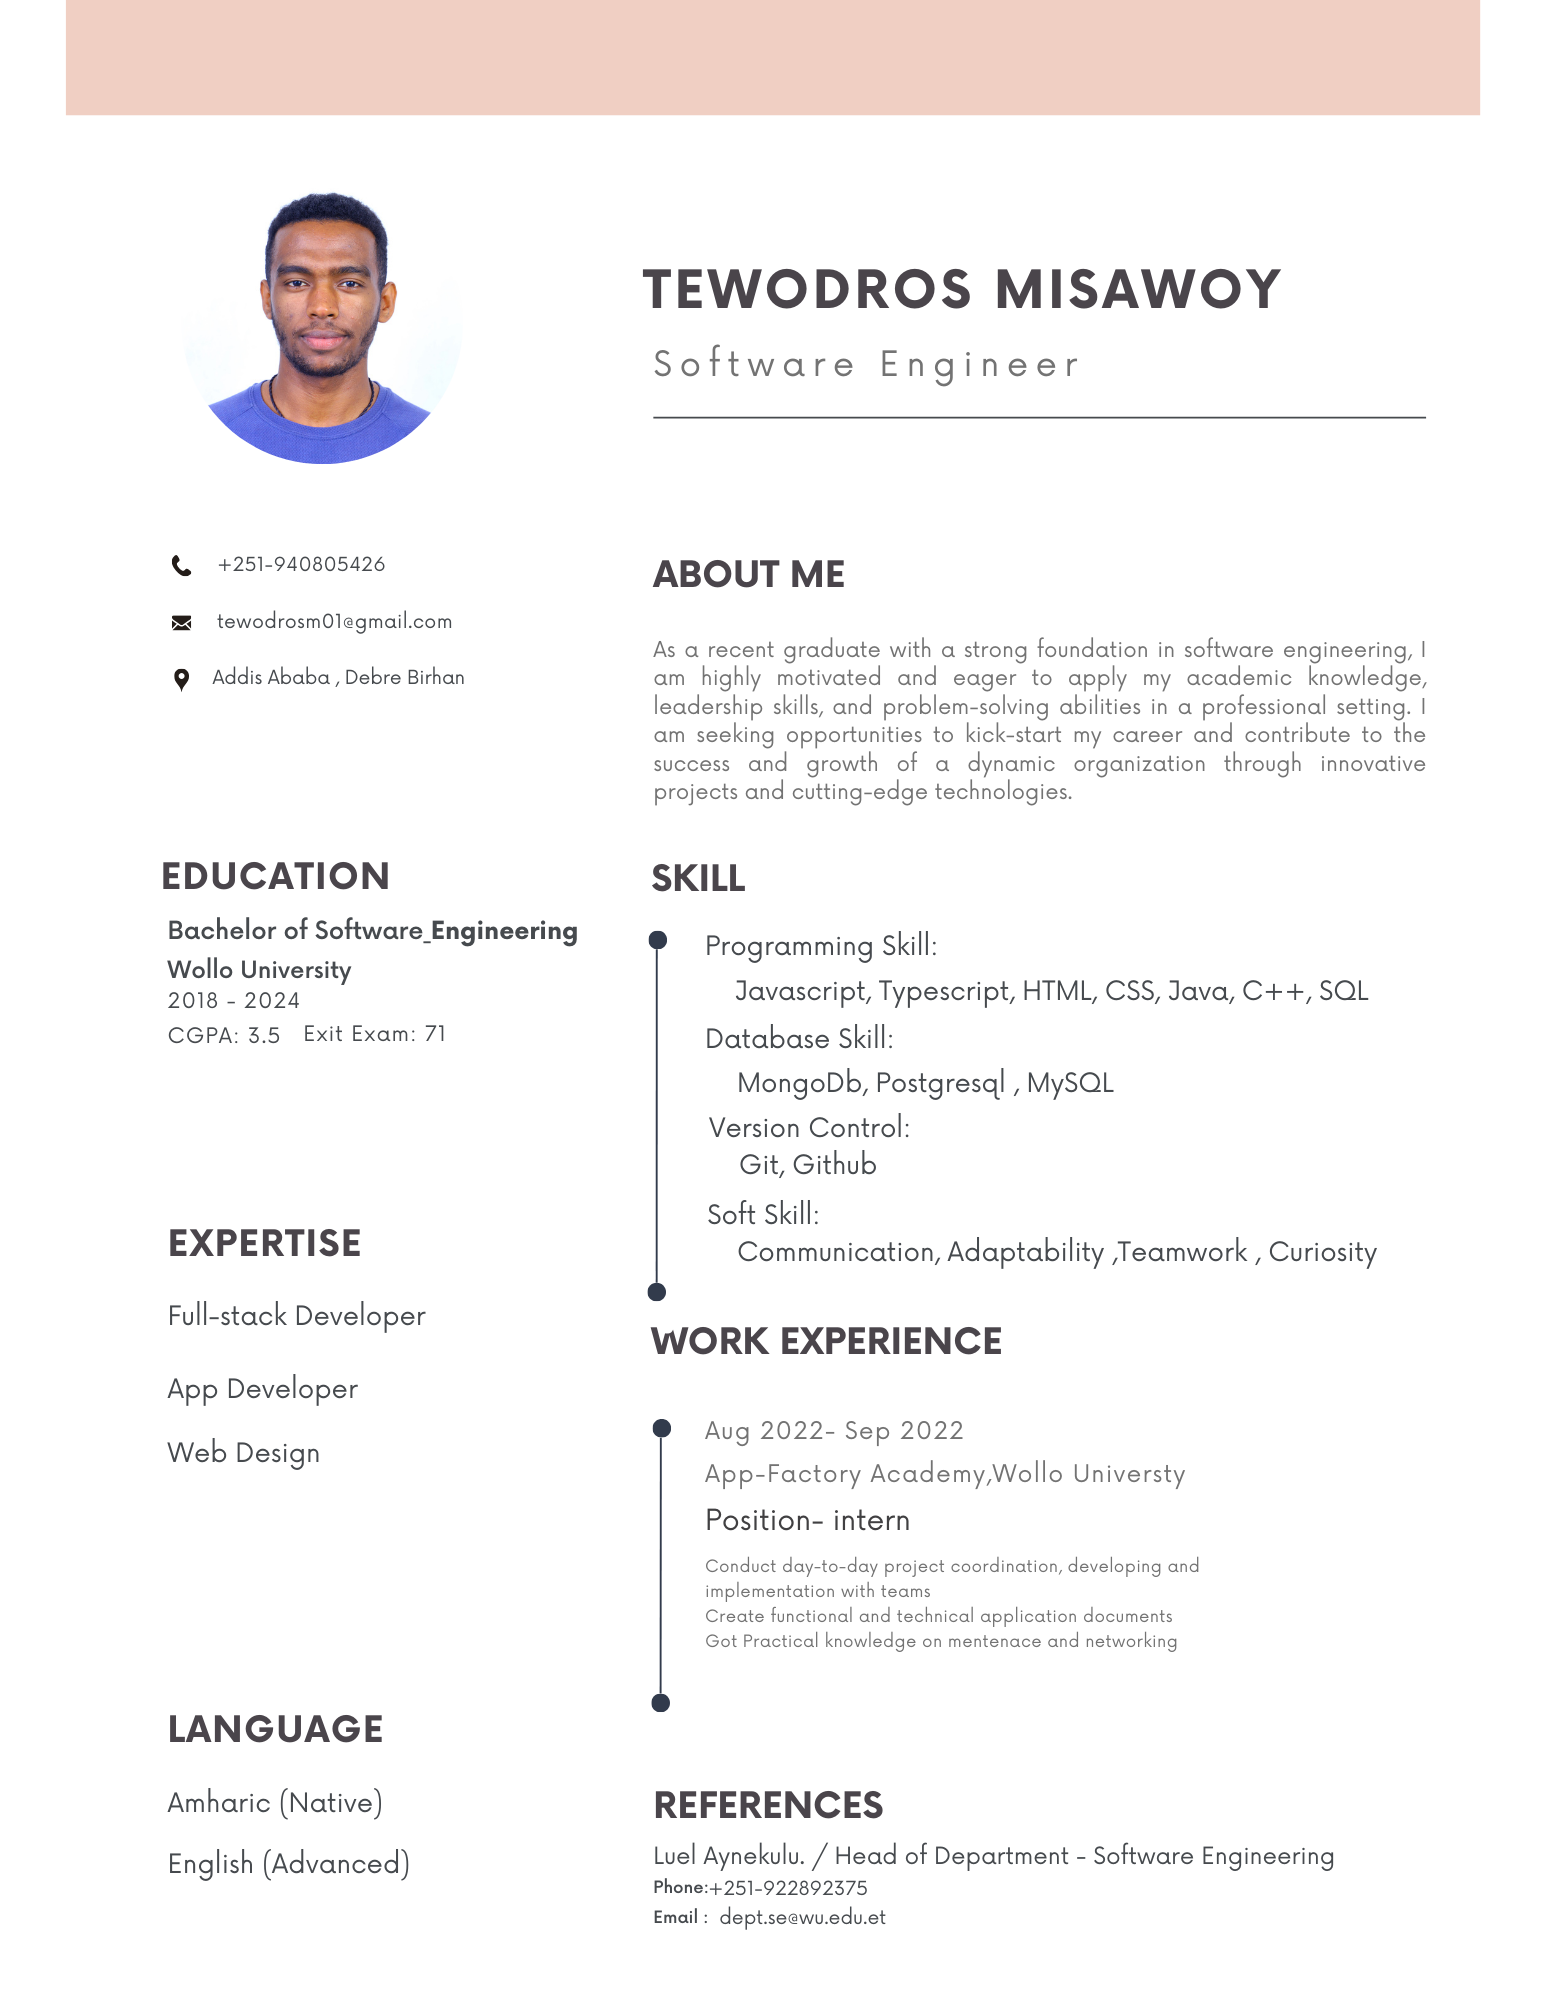 TEWODROS MISAWOY
Software Engineer
+251-940805426
tewodrosm01@gmail.com
Addis Ababa , Debre Birhan
EDUCATION
Bachelor of Software_Engineering
Wollo University
2018 - 2024
CGPA: 3.5 Exit Exam: 71
EXPERTISE
Full-stack Developer
App Developer
Web Design
LANGUAGE
Amharic (Native)
English (Advanced)
ABOUT ME
As a recent graduate with a strong foundation in software engineering, I
am highly motivated and eager to apply my academic knowledge,
leadership skills, and problem-solving abilities in a professional setting. I
am seeking opportunities to kick-start my career and contribute to the
success and growth of a dynamic organization through innovative
projects and cutting-edge technologies.
SKILL
Programming Skill:
Javascript, Typescript, HTML, CSS, Java, C++, SQL
Database Skill:
MongoDb, Postgresql , MySQL
Version Control:
Git, Github
Soft Skill:
Communication, Adaptability ,Teamwork , Curiosity
WORK EXPERIENCE
Aug 2022- Sep 2022
App-Factory Academy,Wollo Universty
Position- intern
Conduct day-to-day project coordination, developing and
implementation with teams
Create functional and technical application documents
Got Practical knowledge on mentenace and networking
REFERENCES
Luel Aynekulu. / Head of Department - Software Engineering
Phone:+251-922892375
Email : dept.se@wu.edu.et